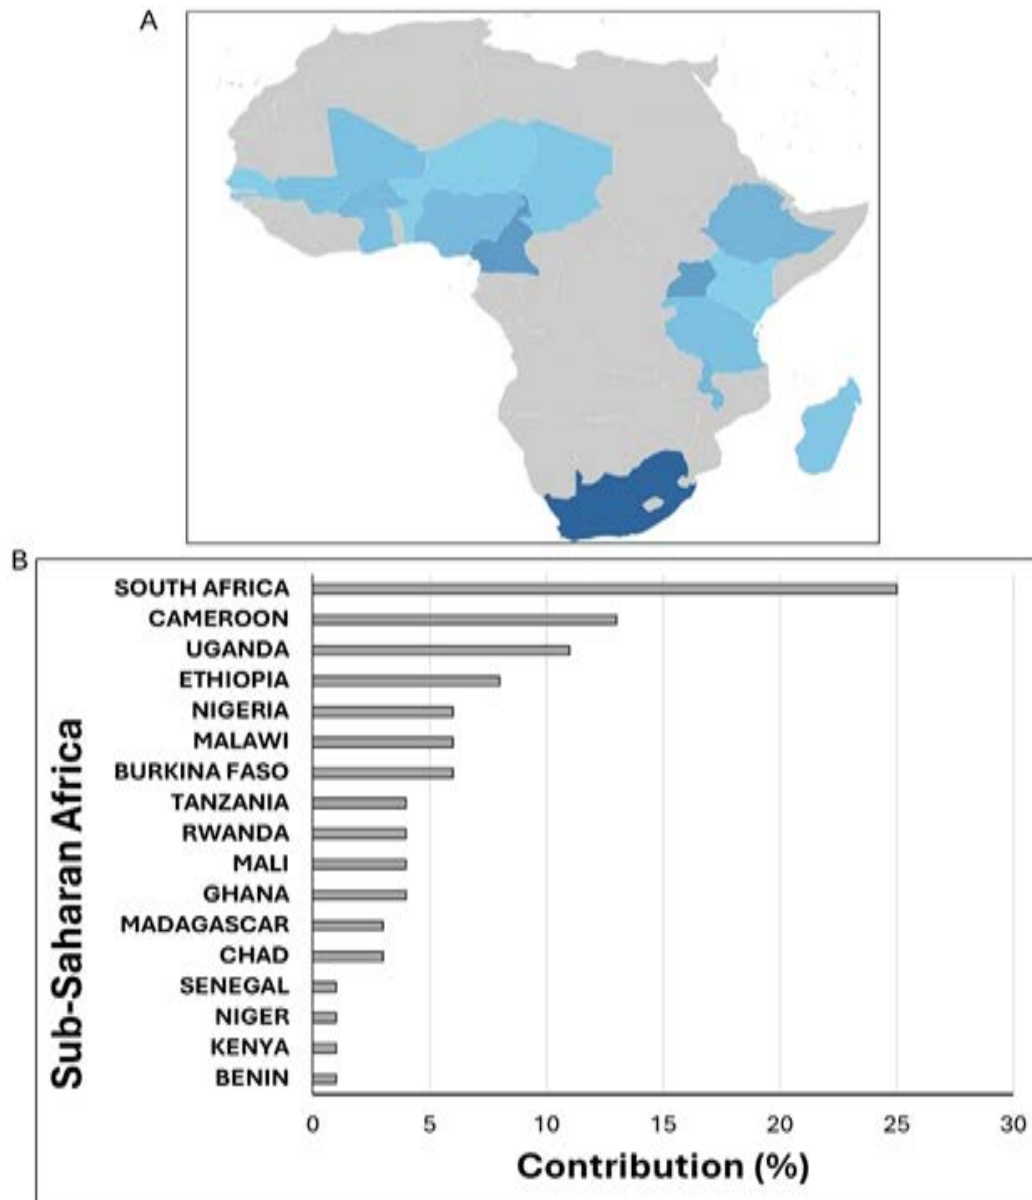 A
B
SOUTH AFRICA
CAMEROON
UGANDA
ETHIOPIA
NIGERIA
MALAWI
BURKINA FASO
TANZANIA
RWANDA
MALI
GHANA
MADAGASCAR
CHAD
SENEGAL
NIGER
KENYA
BENIN
Sub-Saharan Africa
0 5 10 15 20 25 30
Contribution (%)